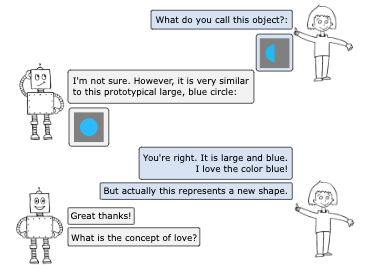 What do you call this object?:
I'm not sure. However, it is very similar
to this prototypical large, blue circle:
You're right. It is large and blue.
I love the color blue!
But actually this represents a new shape.
Great thanks!
What is the concept of love?